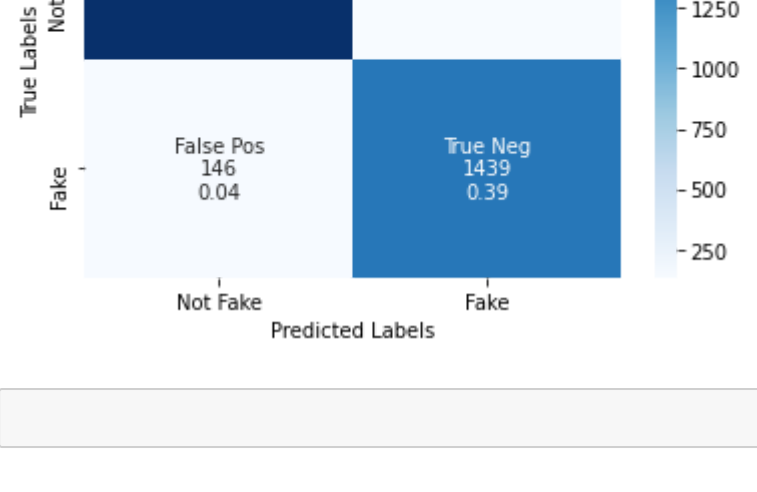 True Labels
Not
1250
1000
750
500
250
False Pos
146
0.04
True Neg
1439
0.39
Fake
Not Fake
Fake
Predicted Labels